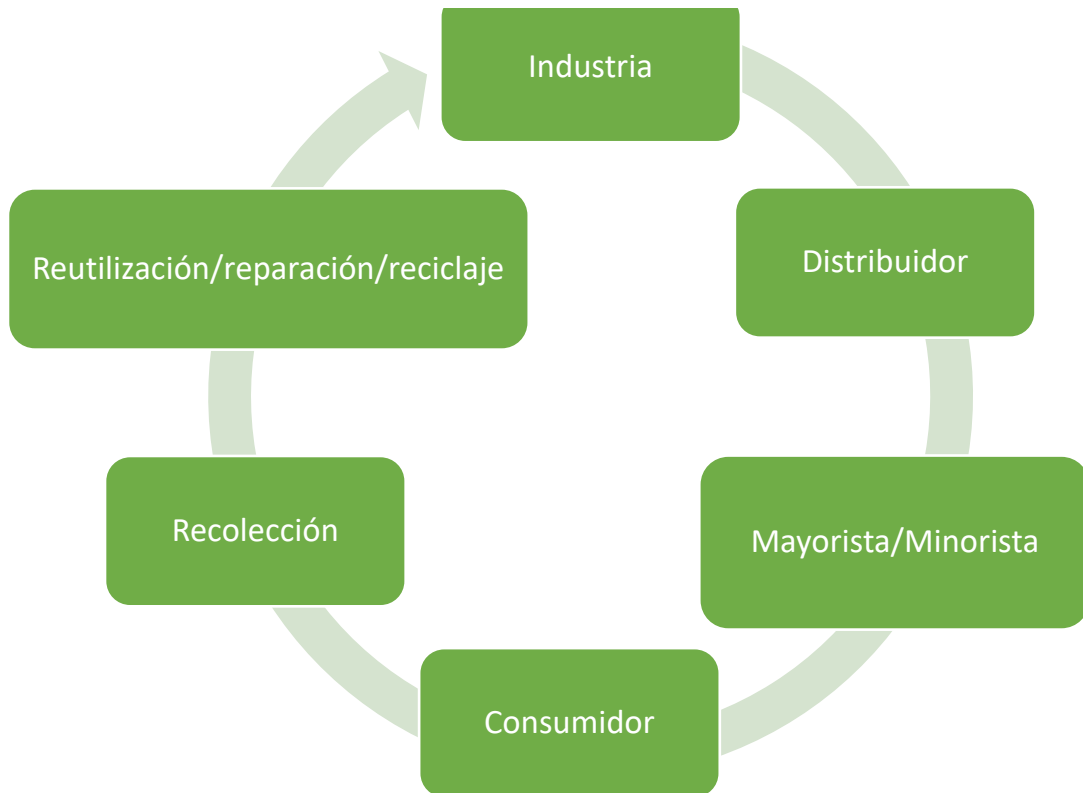 Industria
Distribuidor
Mayorista/Minorista
Consumidor
Recolección
Reutilización/reparación/reciclaje